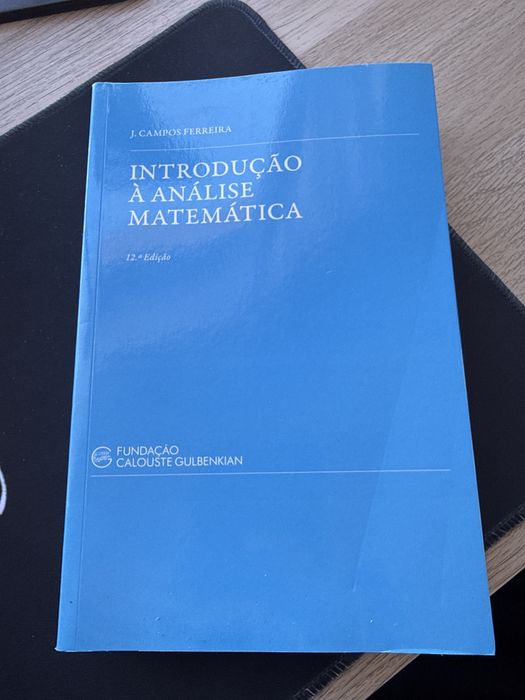 J. CAMPOS FERREIRA
INTRODUÇÃO
À ANÁLISE
MATEMÁTICA
12.ª Edição
FUNDAÇÃO
CALOUSTE GULBENKIAN